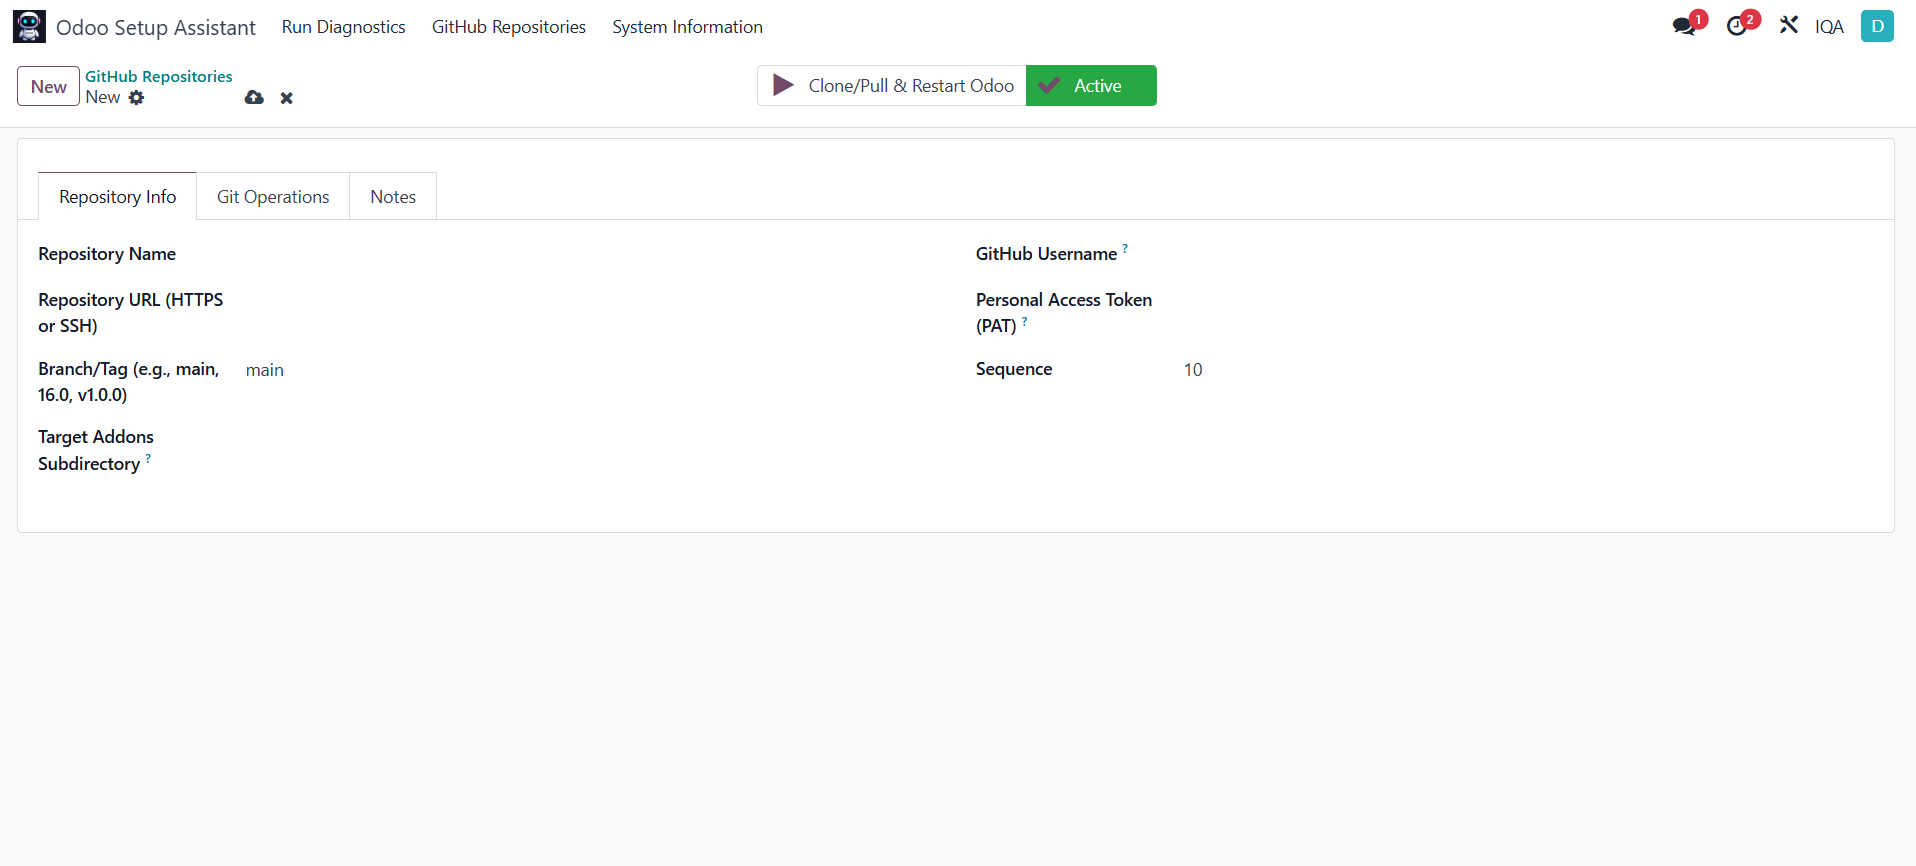 Odoo Setup Assistant Run Diagnostics GitHub Repositories System Information 1 2 IQA D
New GitHub Repositories
New
Clone/Pull & Restart Odoo Active
Repository Info Git Operations Notes
Repository Name
Repository URL (HTTPS
or SSH)
Branch/Tag (e.g., main,
16.0, v1.0.0) main
Target Addons
Subdirectory ?
GitHub Username ?
Personal Access Token
(PAT) ?
Sequence 10